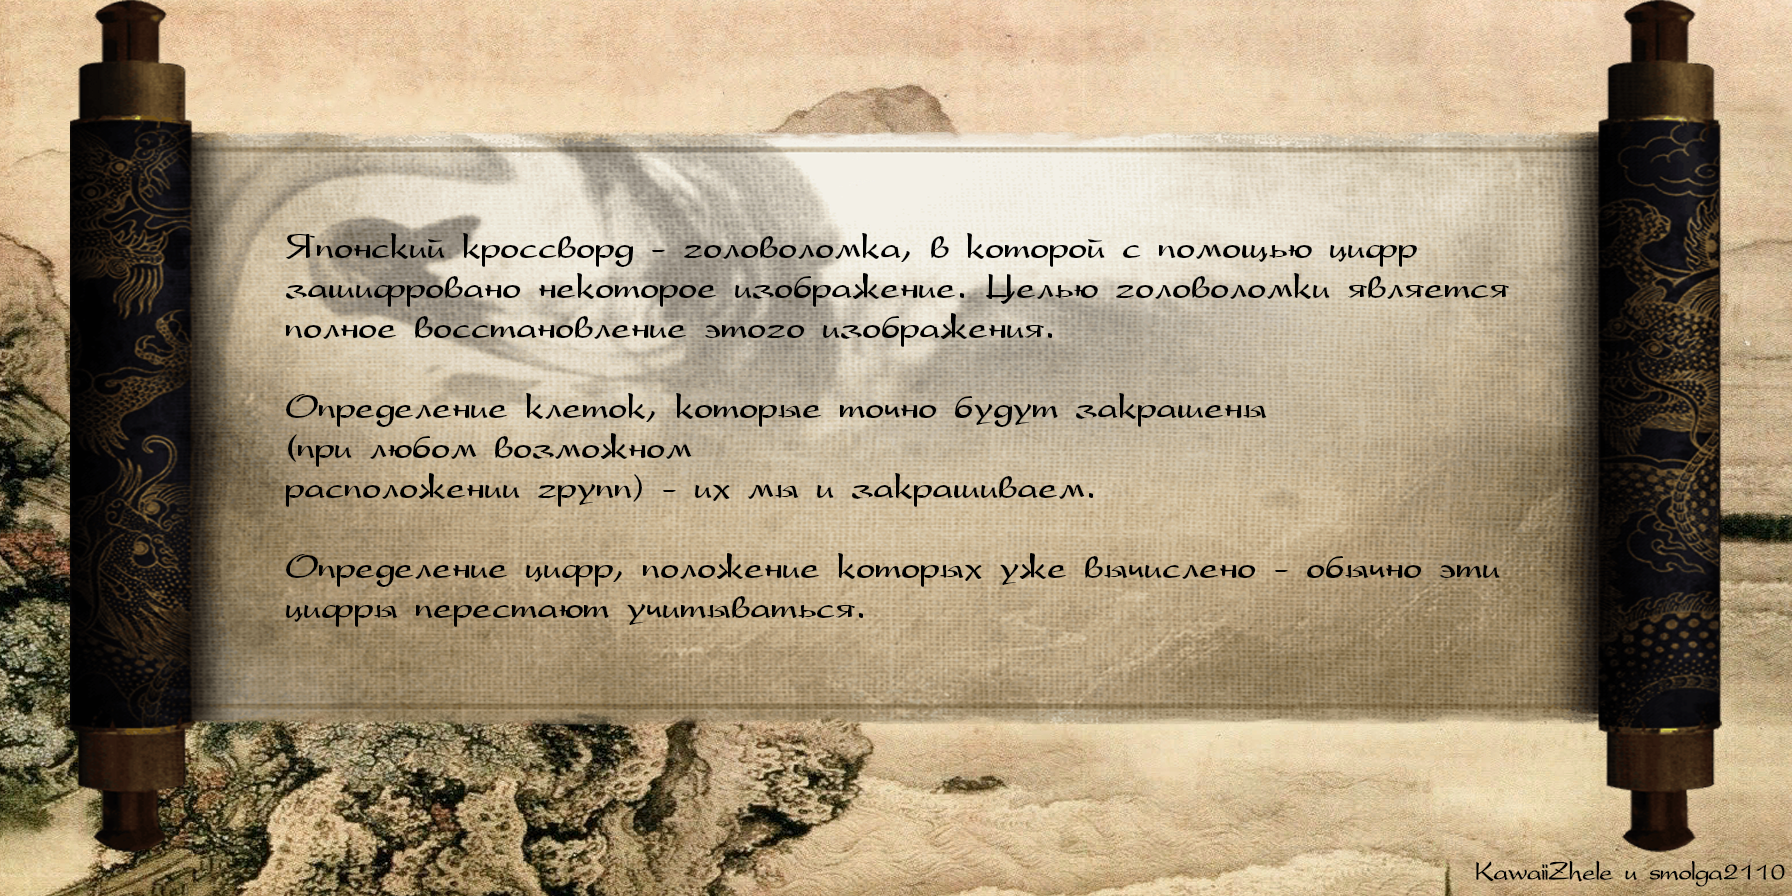 Японский кроссворд - головоломка, в которой с помощью цифр
зашифровано некоторое изображение. Целью головоломки является
полное восстановление этого изображения.
Определение клеток, которые точно будут закрашены
(при любом возможном
расположении групп) - их мы и закрашиваем.
Определение цифр, положение которых уже вычислено - обычно эти
цифры перестают учитываться.
KawaiiZhele и smolga2110